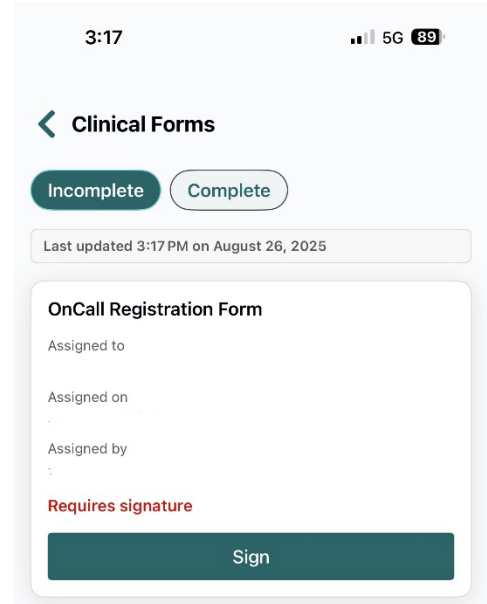 3:17 5G 89
Clinical Forms
Incomplete Complete
Last updated 3:17 PM on August 26, 2025
OnCall Registration Form
Assigned to
Assigned on
Assigned by
Requires signature
Sign